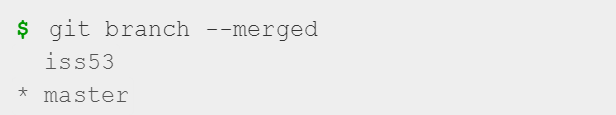 $ git branch --merged
  iss53
* master